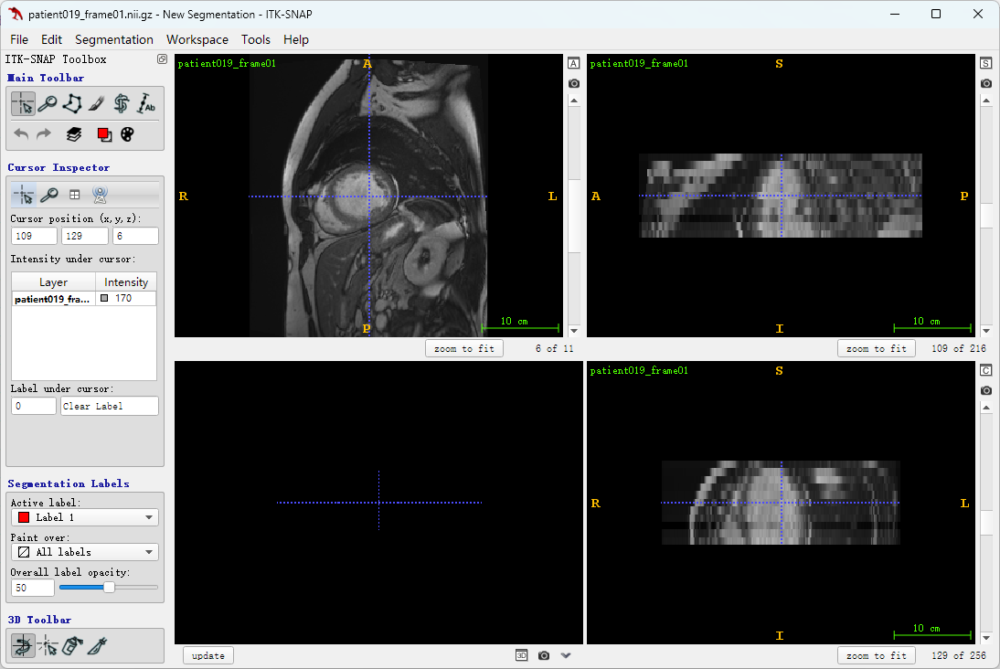 patient019_frame01.nii.gz - New Segmentation - ITK-SNAP
File Edit Segmentation Workspace Tools Help
ITK-SNAP Toolbox
Main Toolbar
Ab
Cursor Inspector
Cursor position (x,y,z):
109 129 6
Intensity under cursor:
Layer Intensity
patient019_fra... 170
Label under cursor:
0 Clear Label
Segmentation Labels
Active label:
Label 1
Paint over:
All labels
Overall label opacity:
50
3D Toolbar
patient019_frame01
A
A
R
L
P
10 cm
zoom to fit 6 of 11
patient019_frame01
S
S
A
P
I
10 cm
zoom to fit 109 of 216
update
3D
patient019_frame01
S
C
R
L
I
10 cm
zoom to fit 129 of 256